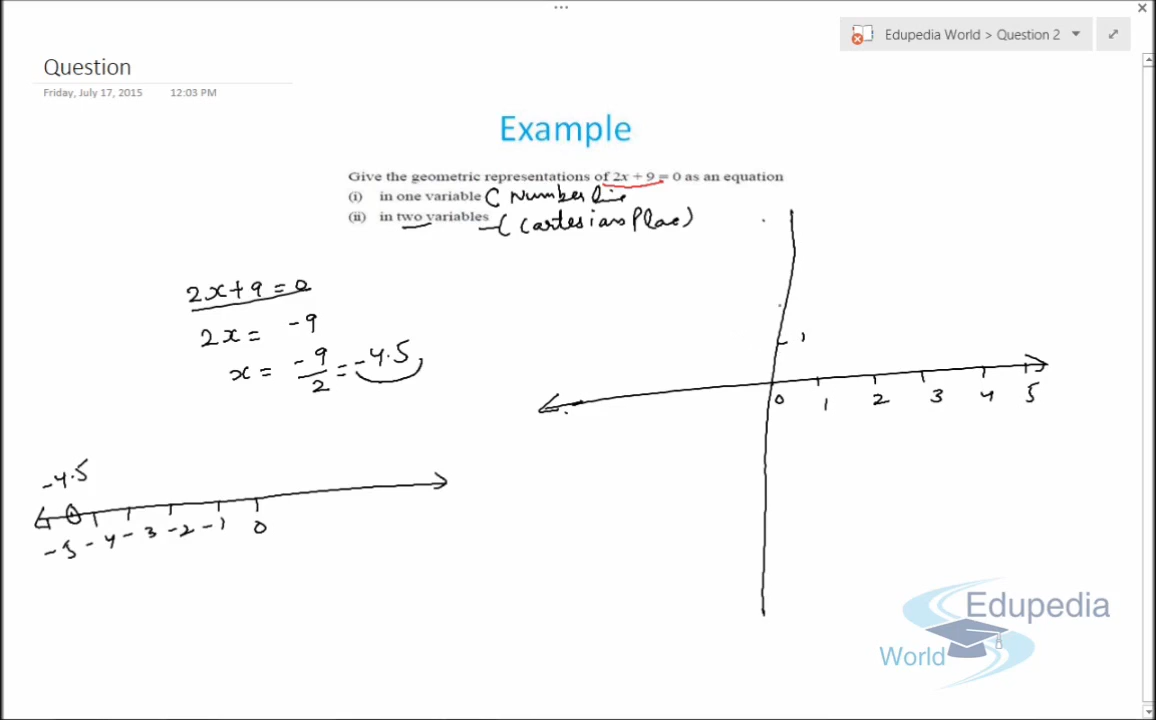 Edupedia World > Question 2
Question
Friday, July 17, 2015 12:03 PM
Example
Give the geometric representations of 2x + 9 = 0 as an equation
(i) in one variable ( Number line
(ii) in two variables - ( Cartesian Plae)
2x+9 = 0
2x = -9
x = -9/2 = -4.5
1
0 1 2 3 4 5
-4.5
-5 -4 -3 -2 -1 0
Edupedia
World